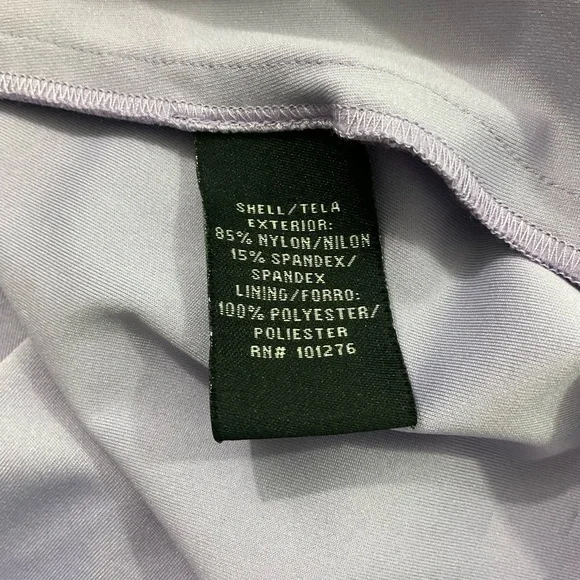 SHELL/TELA
EXTERIOR:
85% NYLON/NILON
15% SPANDEX/
SPANDEX
LINING/FORRO:
100% POLYESTER/
POLIESTER
RN# 101276